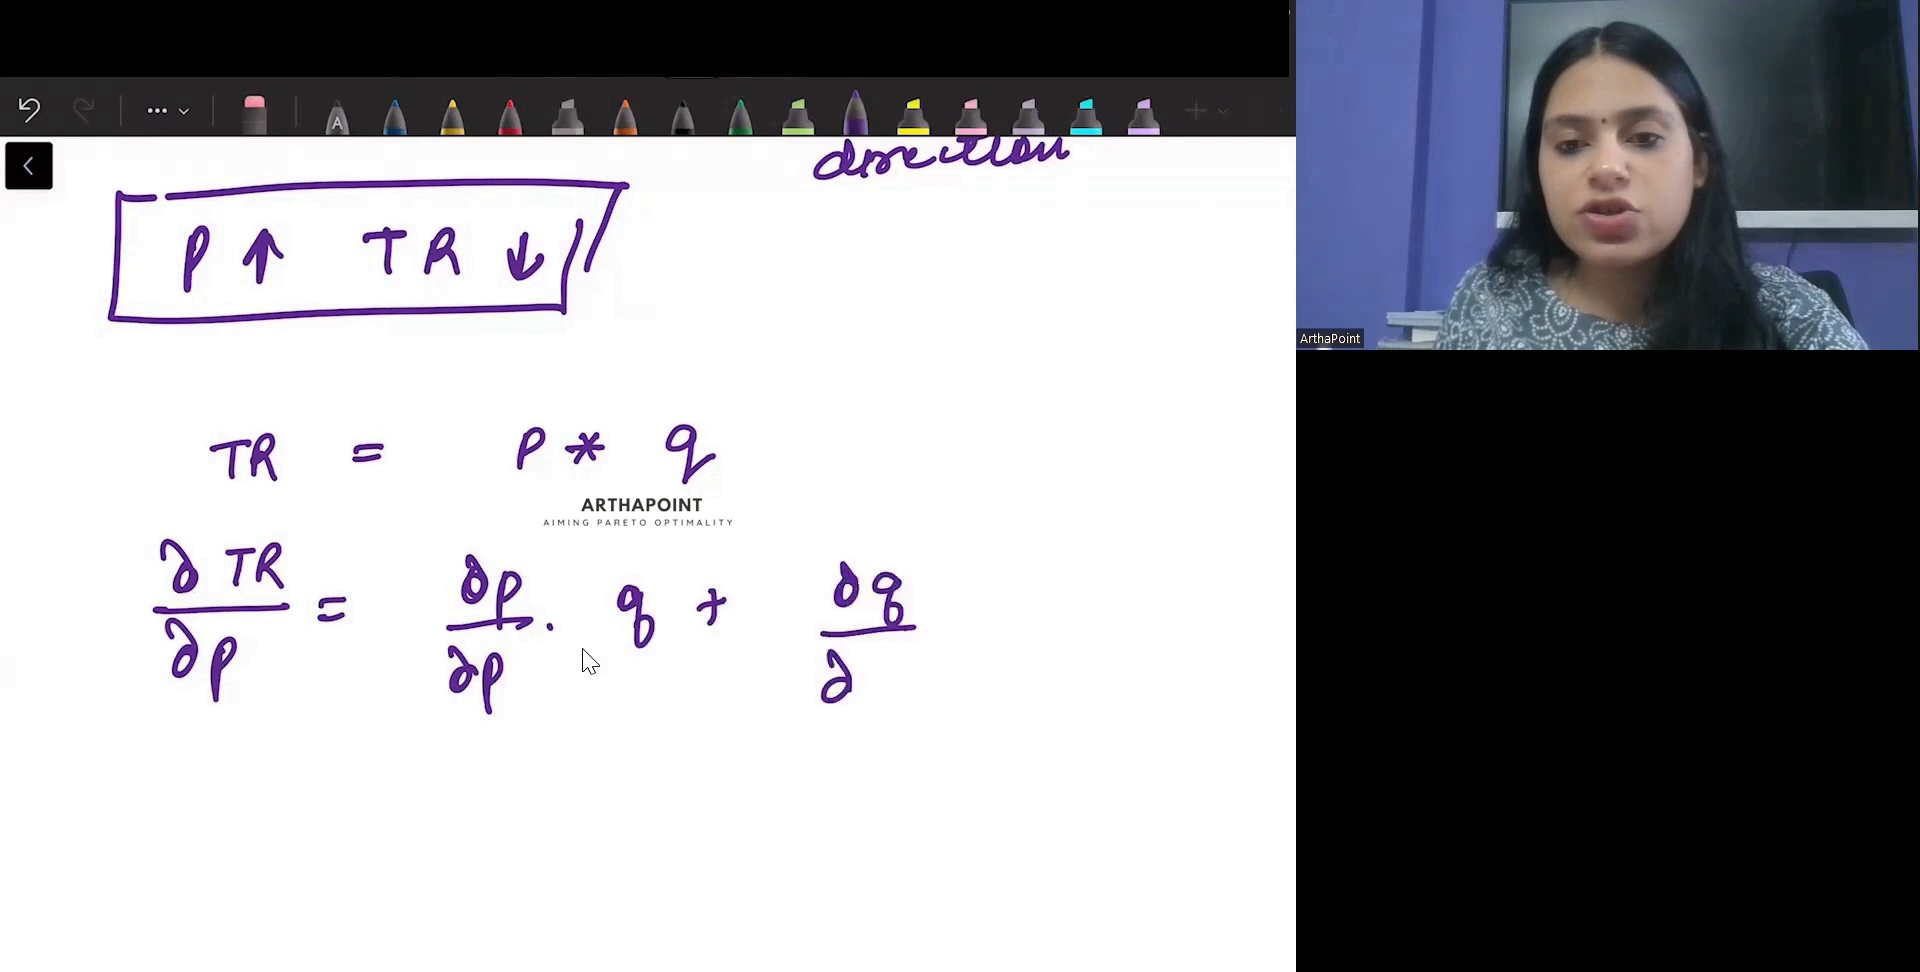 direction
P ↑ TR ↓
TR = P * q
ARTHAPOINT
AIMING PARETO OPTIMALITY
∂TR/∂p = ∂p/∂p . q + ∂q/∂
A
ArthaPoint